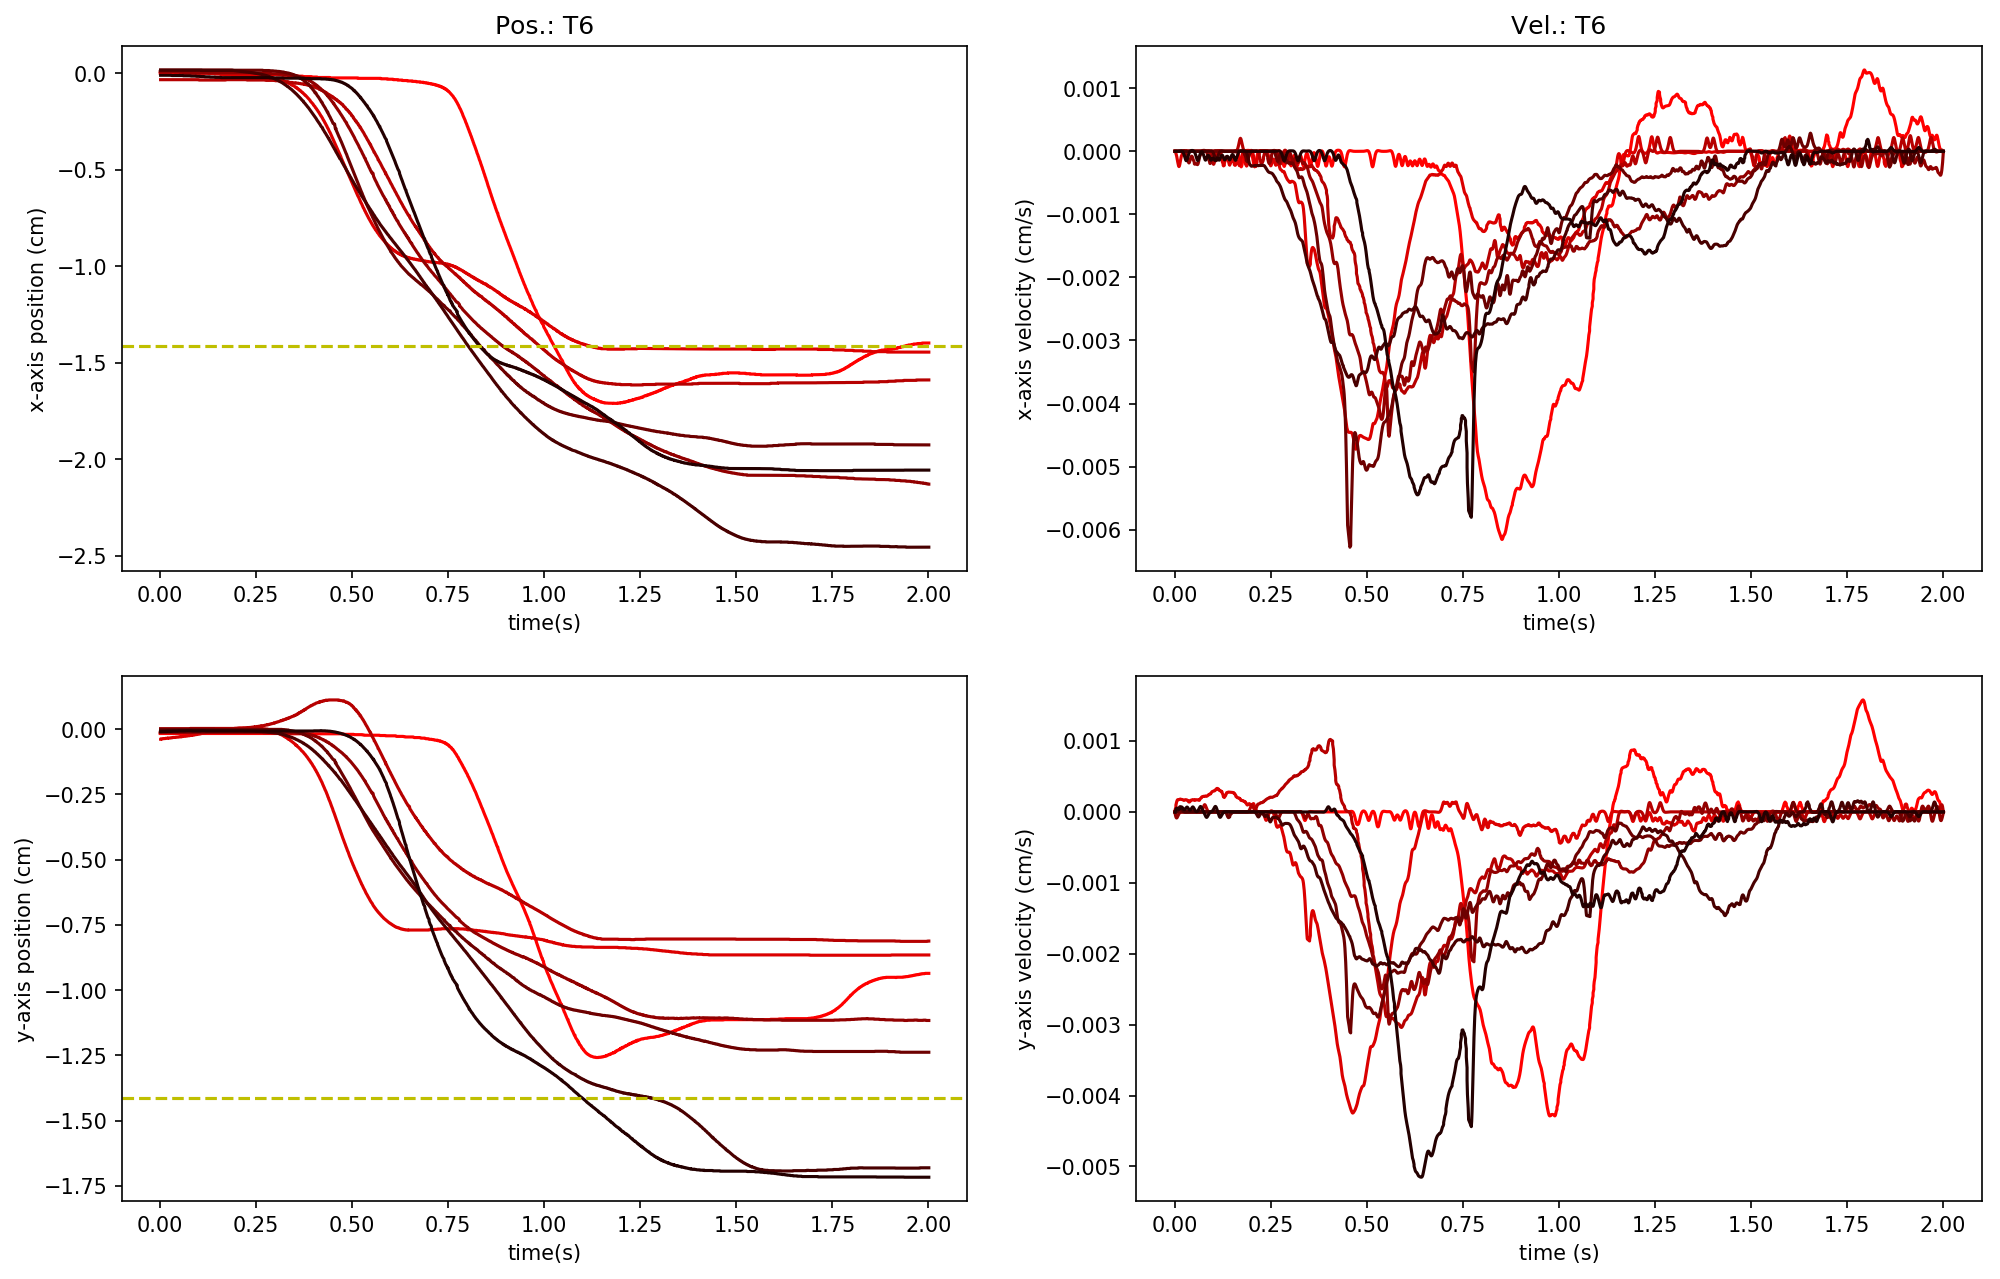 Pos.: T6
x-axis position (cm)
0.0
−0.5
−1.0
−1.5
−2.0
−2.5
0.00 0.25 0.50 0.75 1.00 1.25 1.50 1.75 2.00
time(s)
Vel.: T6
x-axis velocity (cm/s)
0.001
0.000
−0.001
−0.002
−0.003
−0.004
−0.005
−0.006
0.00 0.25 0.50 0.75 1.00 1.25 1.50 1.75 2.00
time(s)
y-axis position (cm)
0.00
−0.25
−0.50
−0.75
−1.00
−1.25
−1.50
−1.75
0.00 0.25 0.50 0.75 1.00 1.25 1.50 1.75 2.00
time(s)
y-axis velocity (cm/s)
0.001
0.000
−0.001
−0.002
−0.003
−0.004
−0.005
0.00 0.25 0.50 0.75 1.00 1.25 1.50 1.75 2.00
time (s)